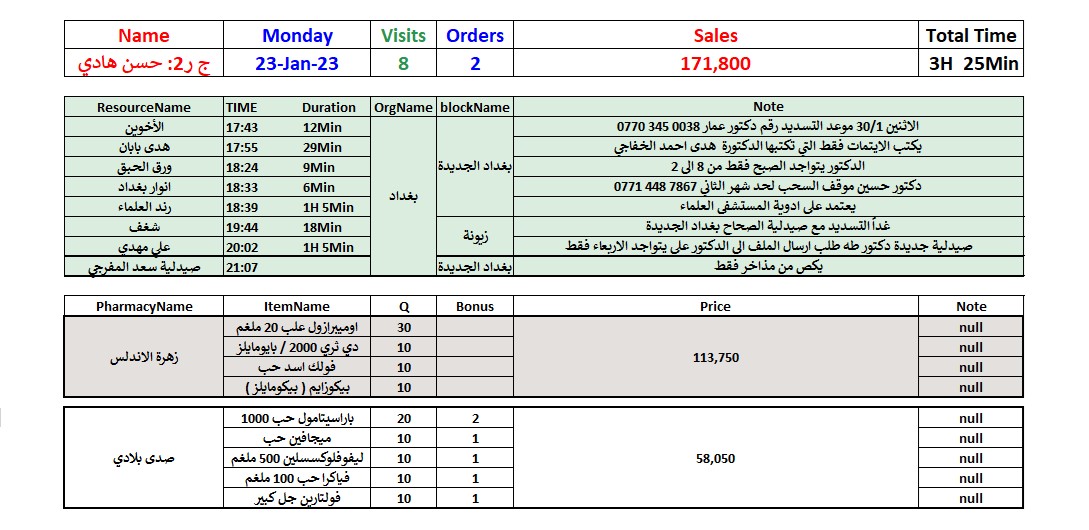 Name Monday Visits Orders Sales Total Time
ج ر2: حسن هادي 23-Jan-23 8 2 171,800 3H 25Min
ResourceName TIME Duration OrgName blockName Note
الأخوين 17:43 12Min بغداد بغداد الجديدة الاثنين 30/1 موعد التسديد رقم دكتور عمار 0038 345 0770
هدى بابان 17:55 29Min يكتب الايتمات فقط التي تكتبها الدكتورة هدى احمد الخفاجي
ورق الحبق 18:24 9Min الدكتور يتواجد الصبح فقط من 8 الى 2
انوار بغداد 18:33 6Min دكتور حسين موقف السحب لحد شهر الثاني 7867 448 0771
رند العلماء 18:39 1H 5Min يعتمد على ادوية المستشفى العلماء
شغف 19:44 18Min زيونة غداً التسديد مع صيدلية الصحاح بغداد الجديدة
علي مهدي 20:02 1H 5Min صيدلية جديدة دكتور طه طلب ارسال الملف الى الدكتور علي يتواجد الاربعاء فقط
صيدلية سعد المفرجي 21:07 بغداد الجديدة يكص من مذاخر فقط
PharmacyName ItemName Q Bonus Price Note
زهرة الاندلس اوميبرازول علب 20 ملغم 30 113,750 null
دي ثري 2000 / بايومايلز 10 null
فولك اسد حب 10 null
بيكوزايم ( بيكومايلز ) 10 null
صدى بلادي باراسيتامول حب 1000 20 2 58,050 null
ميجافين حب 10 1 null
ليفوفلوكسسلين 500 ملغم 10 1 null
فياكرا حب 100 ملغم 10 1 null
فولتارين جل كبير 10 1 null